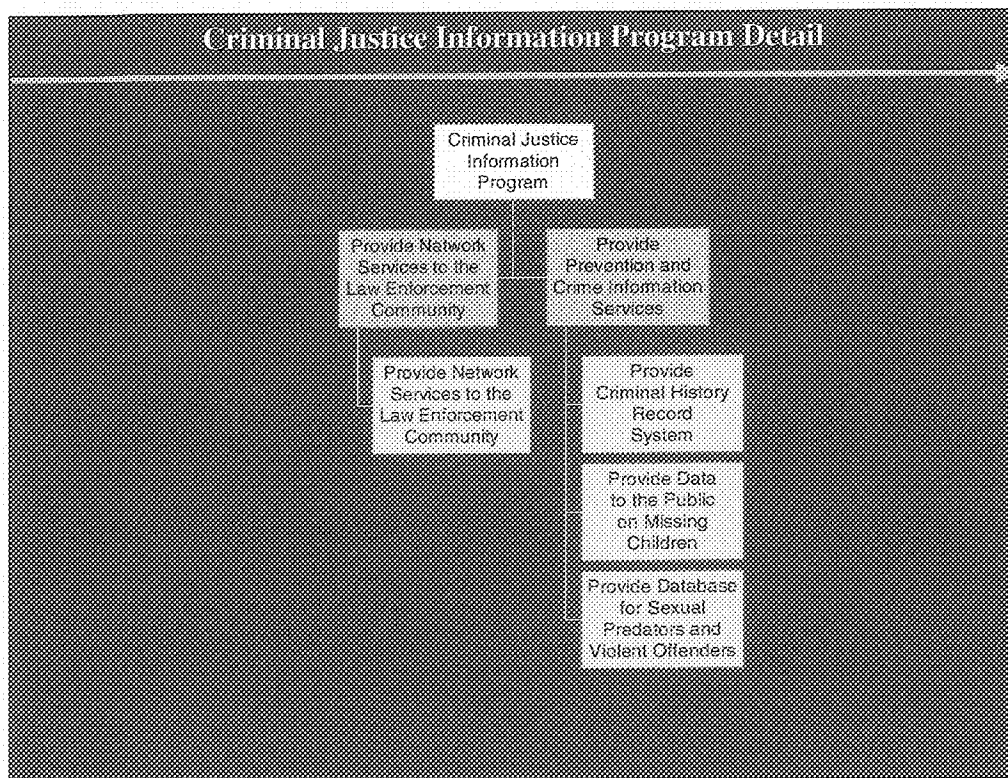 Criminal Justice Information Program Detail
Criminal Justice
Information
Program
Provide Network
Services to the
Law Enforcement
Community
Provide
Prevention and
Crime Information
Services
Provide Network
Services to the
Law Enforcement
Community
Provide
Criminal History
Record
System
Provide Data
to the Public
on Missing
Children
Provide Database
for Sexual
Predators and
Violent Offenders